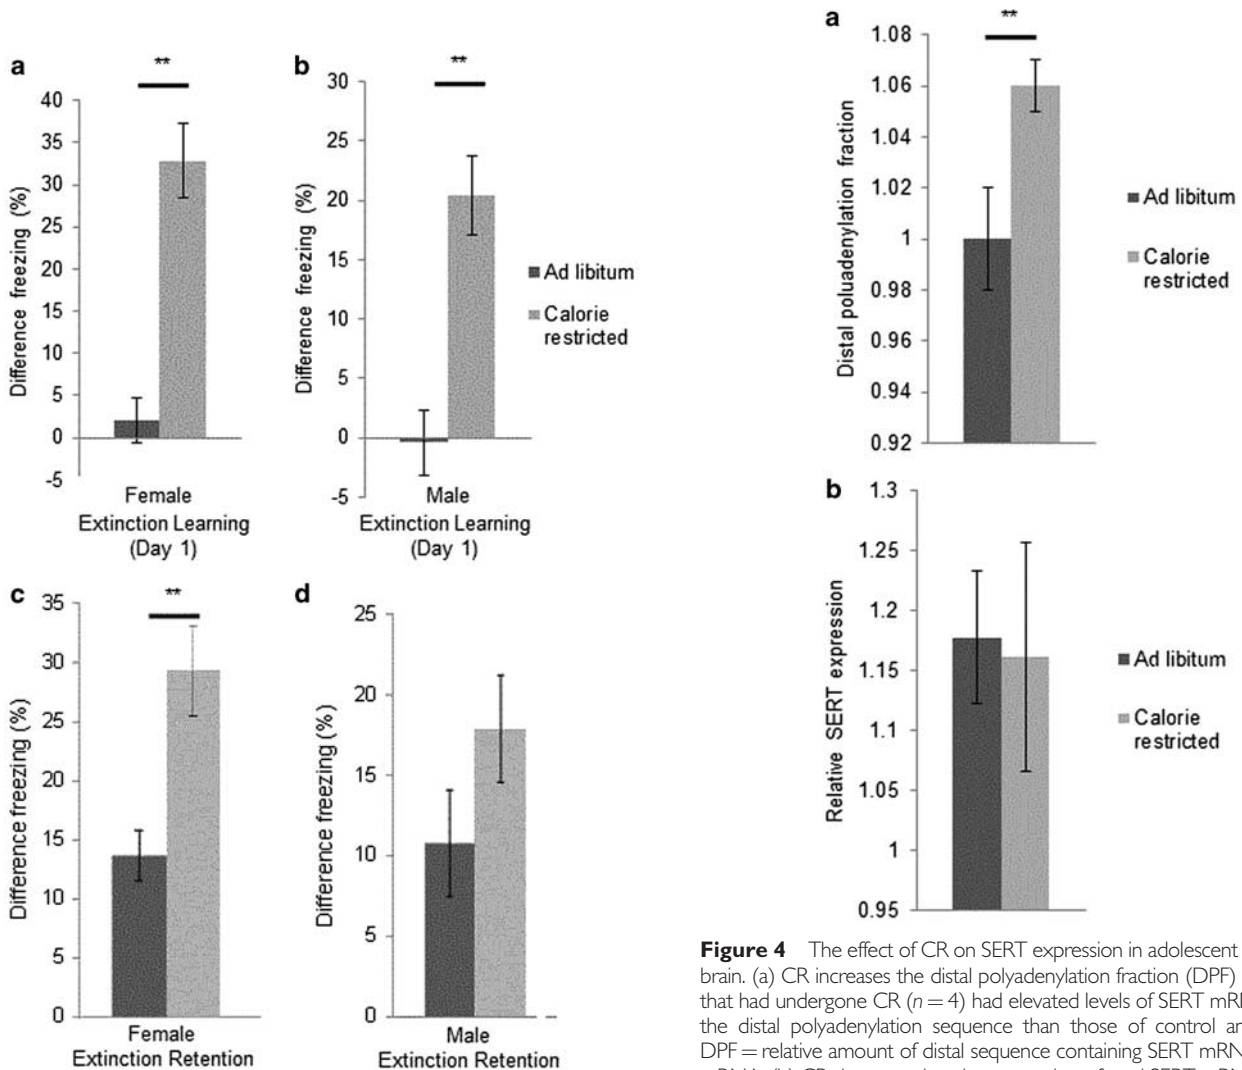 a
**
40
35
30
25
20
15
10
5
0
-5
Difference freezing (%)
Female
Extinction Learning
(Day 1)
b
**
30
25
20
15
10
5
0
-5
Difference freezing (%)
Male
Extinction Learning
(Day 1)
Ad libitum
Calorie
restricted
c
**
35
30
25
30
15
10
5
0
Difference freezing (%)
Female
Extinction Retention
d
25
20
15
10
5
0
Difference freezing (%)
Male
Extinction Retention
a
**
1.08
1.06
1.04
1.02
1
0.98
0.96
0.94
0.92
Distal poluadenylation fraction
Ad libitum
Calorie
restricted
b
1.3
1.25
1.2
1.15
1.1
1.05
1
0.95
Relative SERT expression
Ad libitum
Calorie
restricted
Figure 4 The effect of CR on SERT expression in adolescent
brain. (a) CR increases the distal polyadenylation fraction (DPF)
that had undergone CR (n = 4) had elevated levels of SERT
the distal polyadenylation sequence than those of control
DPF = relative amount of distal sequence containing SERT